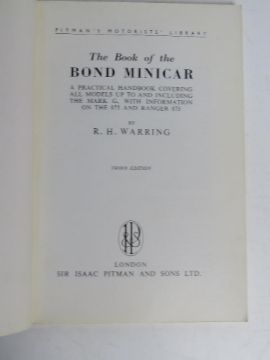 PITMAN'S MOTORISTS' LIBRARY
The Book of the
BOND MINICAR
A PRACTICAL HANDBOOK COVERING
ALL MODELS UP TO AND INCLUDING
THE MARK G, WITH INFORMATION
ON THE 875 AND RANGER 875
BY
R. H. WARRING
THIRD EDITION
LONDON
SIR ISAAC PITMAN AND SONS LTD.